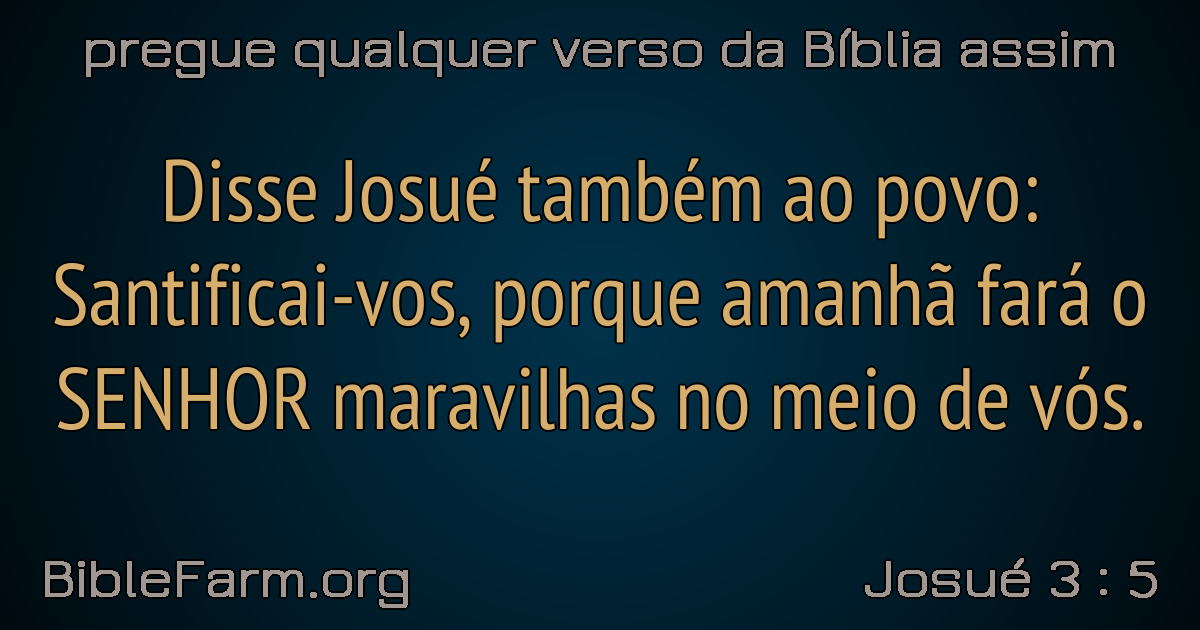 pregue qualquer verso da Bíblia assim
Disse Josué também ao povo:
Santificai-vos, porque amanhã fará o
SENHOR maravilhas no meio de vós.
BibleFarm.org
Josué 3 : 5